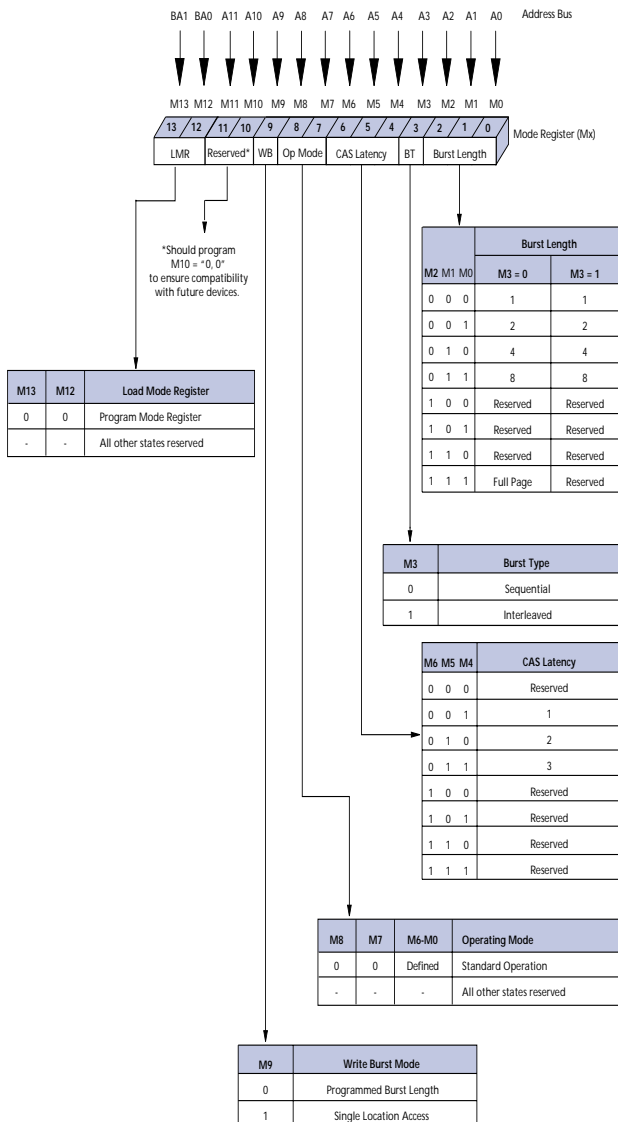 BA1 BA0 A11 A10 A9 A8 A7 A6 A5 A4 A3 A2 A1 A0 Address Bus
M13 M12 M11 M10 M9 M8 M7 M6 M5 M4 M3 M2 M1 M0
13 12 11 10 9 8 7 6 5 4 3 2 1 0 Mode Register (Mx)
LMR Reserved* WB Op Mode CAS Latency BT Burst Length
*Should program
M10 = "0, 0"
to ensure compatibility
with future devices.
Burst Length
M2 M1 M0 M3 = 0 M3 = 1
0 0 0 1 1
0 0 1 2 2
0 1 0 4 4
0 1 1 8 8
1 0 0 Reserved Reserved
1 0 1 Reserved Reserved
1 1 0 Reserved Reserved
1 1 1 Full Page Reserved
M13 M12 Load Mode Register
0 0 Program Mode Register
- - All other states reserved
M3 Burst Type
0 Sequential
1 Interleaved
M6 M5 M4 CAS Latency
0 0 0 Reserved
0 0 1 1
0 1 0 2
0 1 1 3
1 0 0 Reserved
1 0 1 Reserved
1 1 0 Reserved
1 1 1 Reserved
M8 M7 M6-M0 Operating Mode
0 0 Defined Standard Operation
- - - All other states reserved
M9 Write Burst Mode
0 Programmed Burst Length
1 Single Location Access